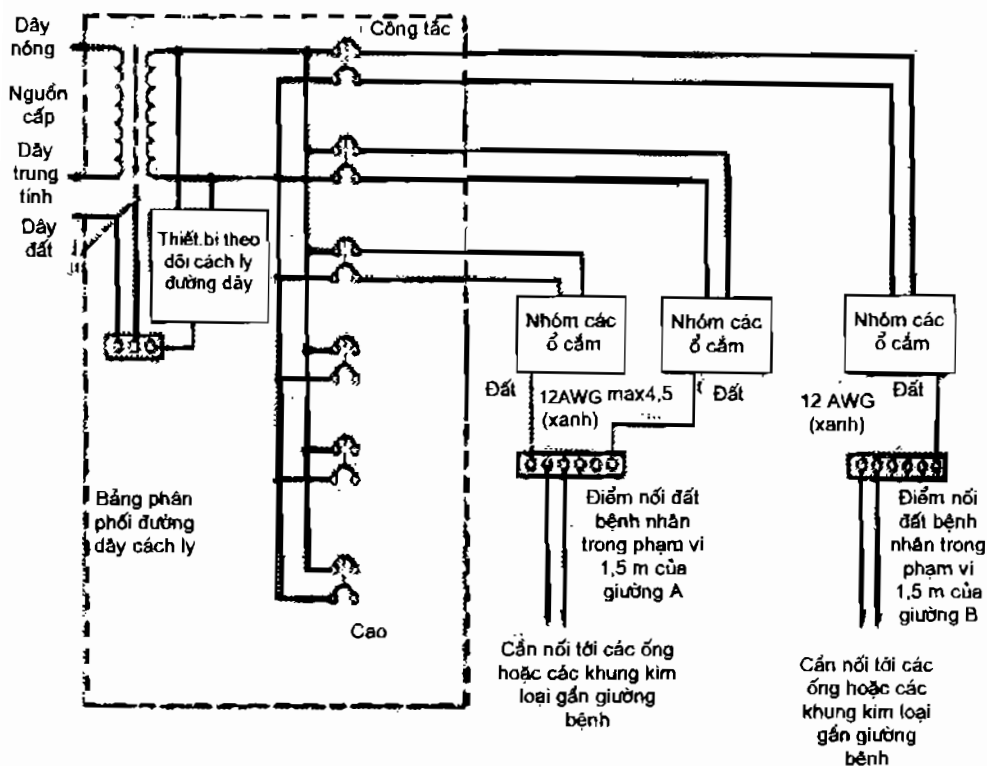 Dây
nóng
Nguồn
cấp
Dây
trung
tính
Dây
đất
Công tắc
Thiết bị theo
dõi cách ly
đường dây
Bảng phân
phối đường
dây cách ly
Cao
Nhóm các
ổ cắm
Nhóm các
ổ cắm
Nhóm các
ổ cắm
Đất
12AWG max4,5
(xanh)
Đất
12 AWG
(xanh)
Đất
Điểm nối đất
bệnh nhân
trong phạm vi
1,5 m của
giường A
Điểm nối
đất bệnh
nhân trong
phạm vi
1,5 m của
giường B
Cần nối tới các ống
hoặc các khung kim
loại gần giường
bệnh
Cần nối tới các
ống hoặc các
khung kim loại
gần giường
bệnh